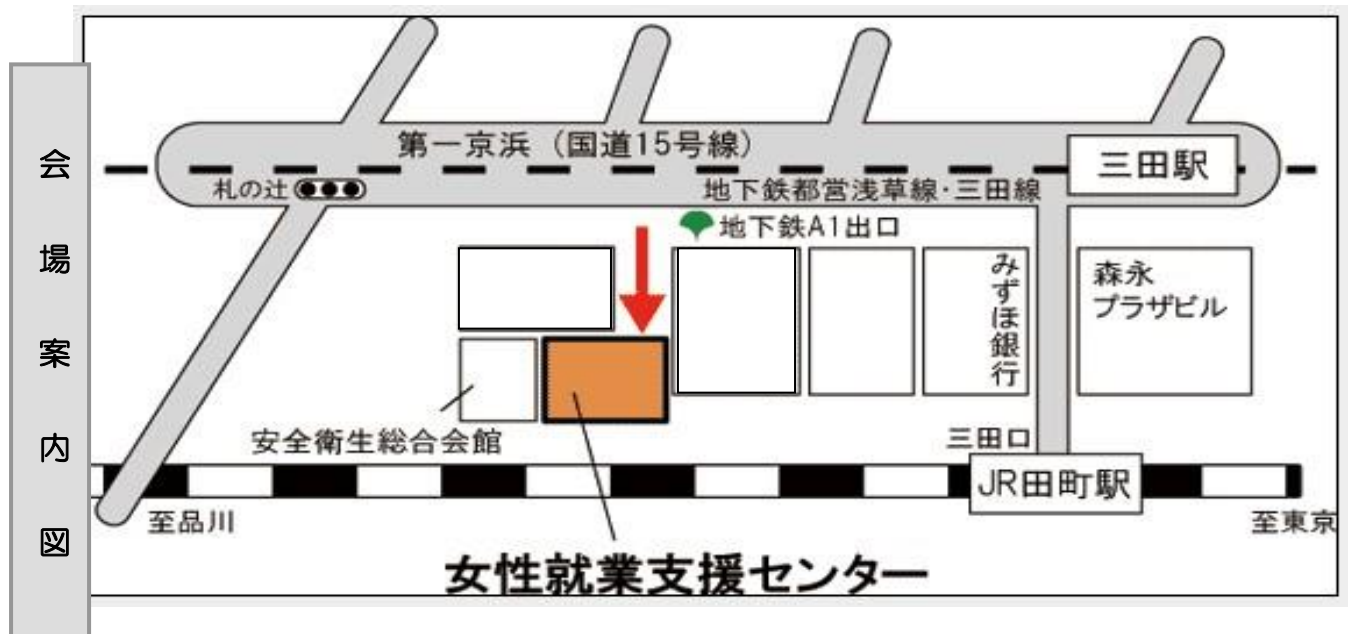 会場案内図
第一京浜（国道15号線）
三田駅
札の辻
地下鉄都営浅草線・三田線
地下鉄A1出口
みずほ銀行
森永
プラザビル
安全衛生総合会館
三田口
JR田町駅
至品川
至東京
女性就業支援センター